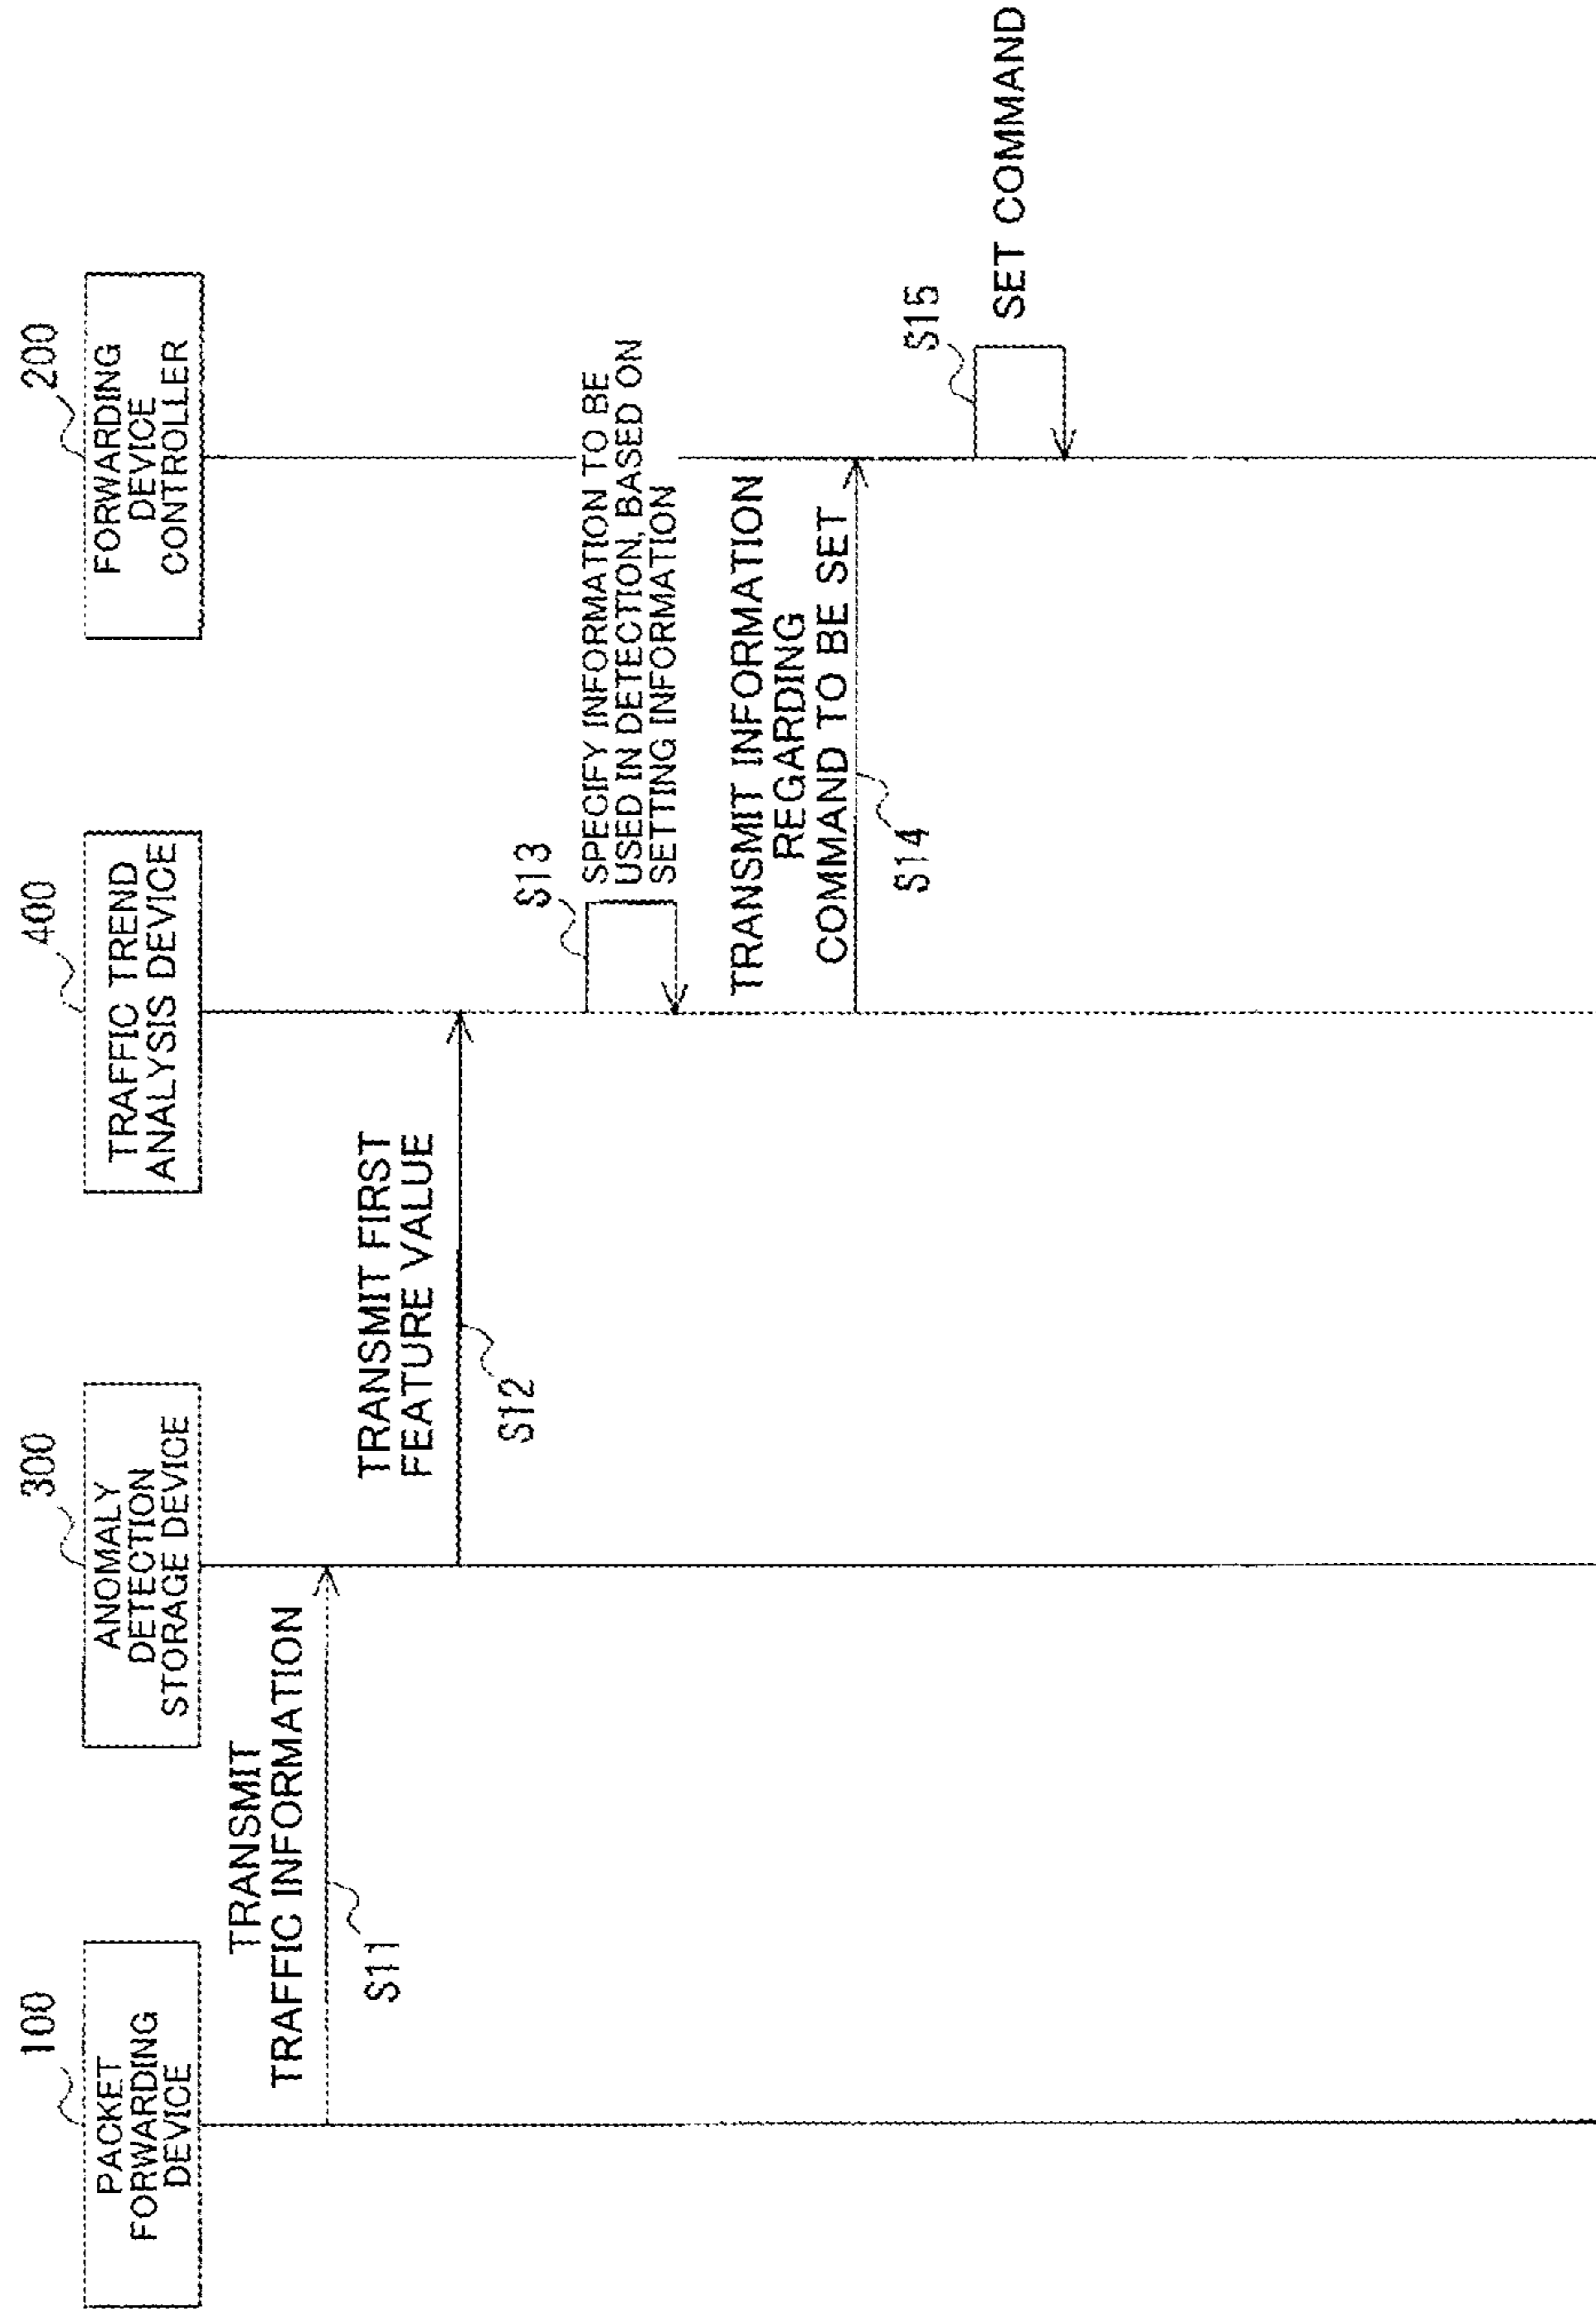 100
PACKET
FORWARDING
DEVICE
300
ANOMALY
DETECTION
STORAGE DEVICE
400
TRAFFIC TREND
ANALYSIS DEVICE
200
FORWARDING
DEVICE
CONTROLLER
TRANSMIT
TRAFFIC INFORMATION
S11
TRANSMIT FIRST
FEATURE VALUE
S12
S13
SPECIFY INFORMATION TO BE
USED IN DETECTION, BASED ON
SETTING INFORMATION
TRANSMIT INFORMATION
REGARDING
COMMAND TO BE SET
S14
S15
SET COMMAND